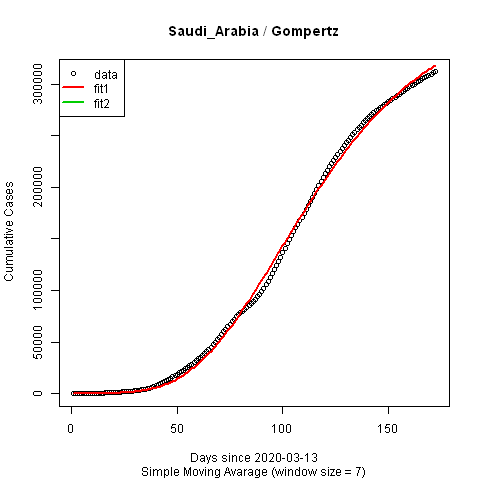 Saudi_Arabia / Gompertz
data
fit1
fit2
Cumulative Cases
0
50000
100000
200000
300000
0
50
100
150
Days since 2020-03-13
Simple Moving Avarage (window size = 7)